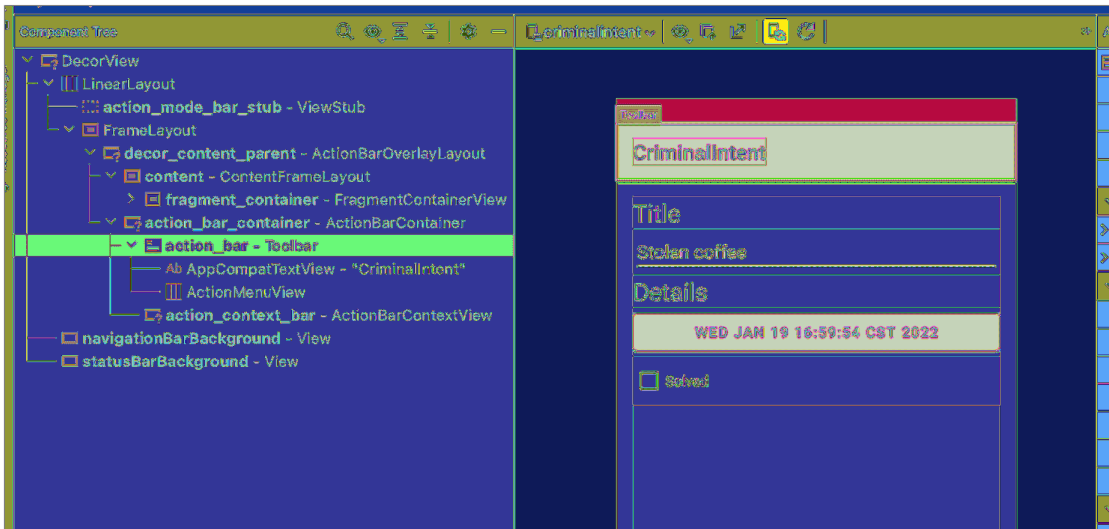 Component Tree
DecorView
LinearLayout
action_mode_bar_stub - ViewStub
FrameLayout
decor_content_parent - ActionBarOverlayLayout
content - ContentFrameLayout
fragment_container - FragmentContainerView
action_bar_container - ActionBarContainer
action_bar - Toolbar
Ab AppCompatTextView - "CriminalIntent"
ActionMenuView
action_context_bar - ActionBarContextView
navigationBarBackground - View
statusBarBackground - View
criminalintent
Toolbar
CriminalIntent
Title
Stolen coffee
Details
WED JAN 19 16:59:54 CST 2022
Solved